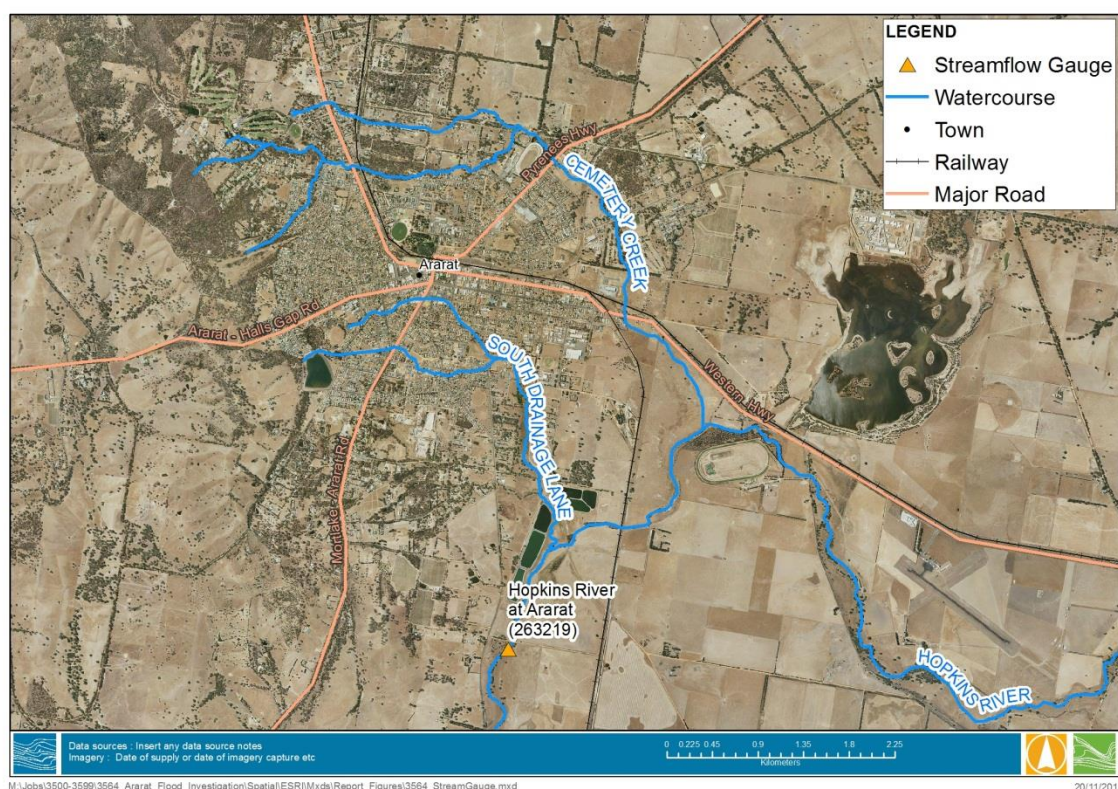 LEGEND
Streamflow Gauge
Watercourse
Town
Railway
Major Road
Pyrenees Hwy
CEMETERY CREEK
Ararat
Ararat - Halls Gap Rd
SOUTH DRAINAGE LANE
Western Hwy
Mortlake-Ararat Rd
Hopkins River
at Ararat
(263219)
HOPKINS RIVER
Data sources : Insert any data source notes
Imagery : Date of supply or date of imagery capture etc
0 0.225 0.45 0.9 1.35 1.8 2.25
Kilometers
M:\Jobs\3500-3599\3564_Ararat_Flood_Investigation\Spatial\ESRI\Mxds\Report_Figures\3564_StreamGauge.mxd
20/11/201